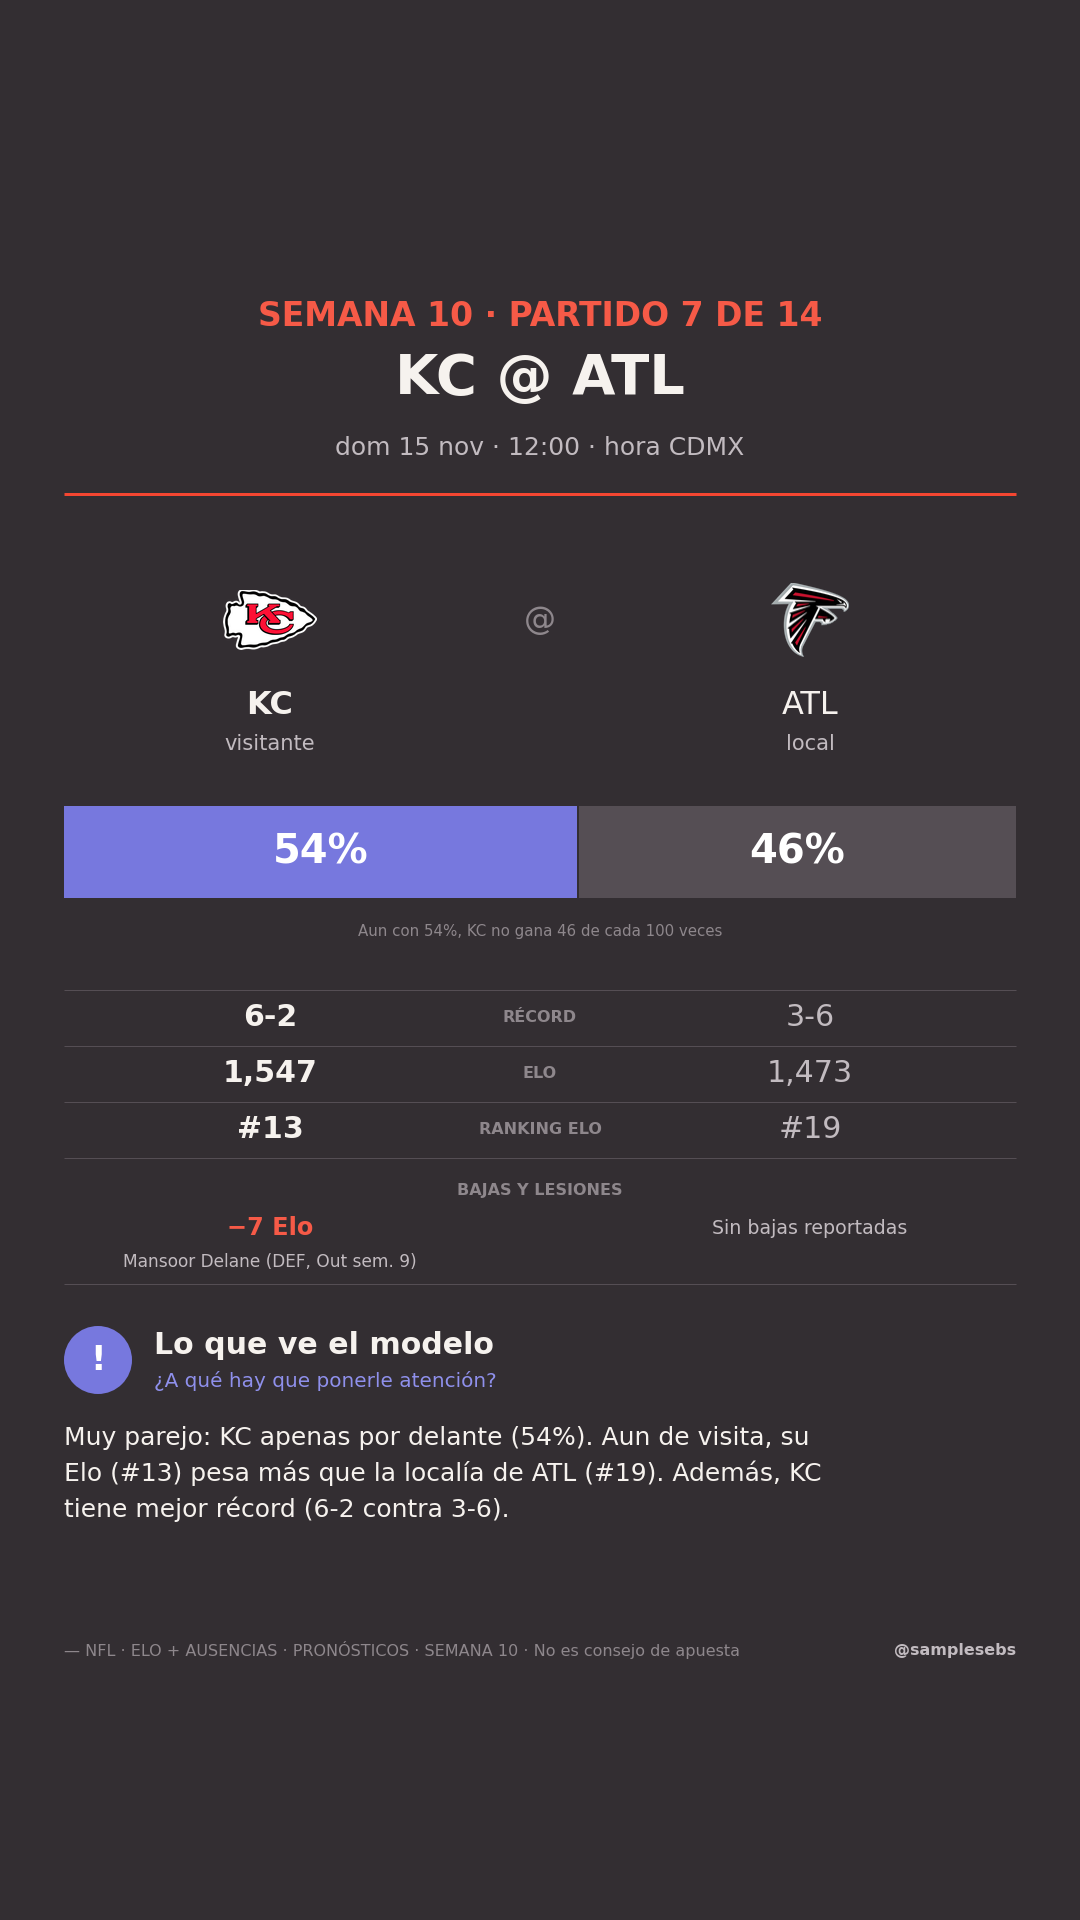 SEMANA 10 · PARTIDO 7 DE 14
KC @ ATL
dom 15 nov · 12:00 · hora CDMX
KC
@
KC
visitante
ATL
local
54%
46%
Aun con 54%, KC no gana 46 de cada 100 veces
6-2 RÉCORD 3-6
1,547 ELO 1,473
#13 RANKING ELO #19
BAJAS Y LESIONES
−7 Elo
Mansoor Delane (DEF, Out sem. 9)
Sin bajas reportadas
!
Lo que ve el modelo
¿A qué hay que ponerle atención?
Muy parejo: KC apenas por delante (54%). Aun de visita, su
Elo (#13) pesa más que la localía de ATL (#19). Además, KC
tiene mejor récord (6-2 contra 3-6).
— NFL · ELO + AUSENCIAS · PRONÓSTICOS · SEMANA 10 · No es consejo de apuesta
@samplesebs